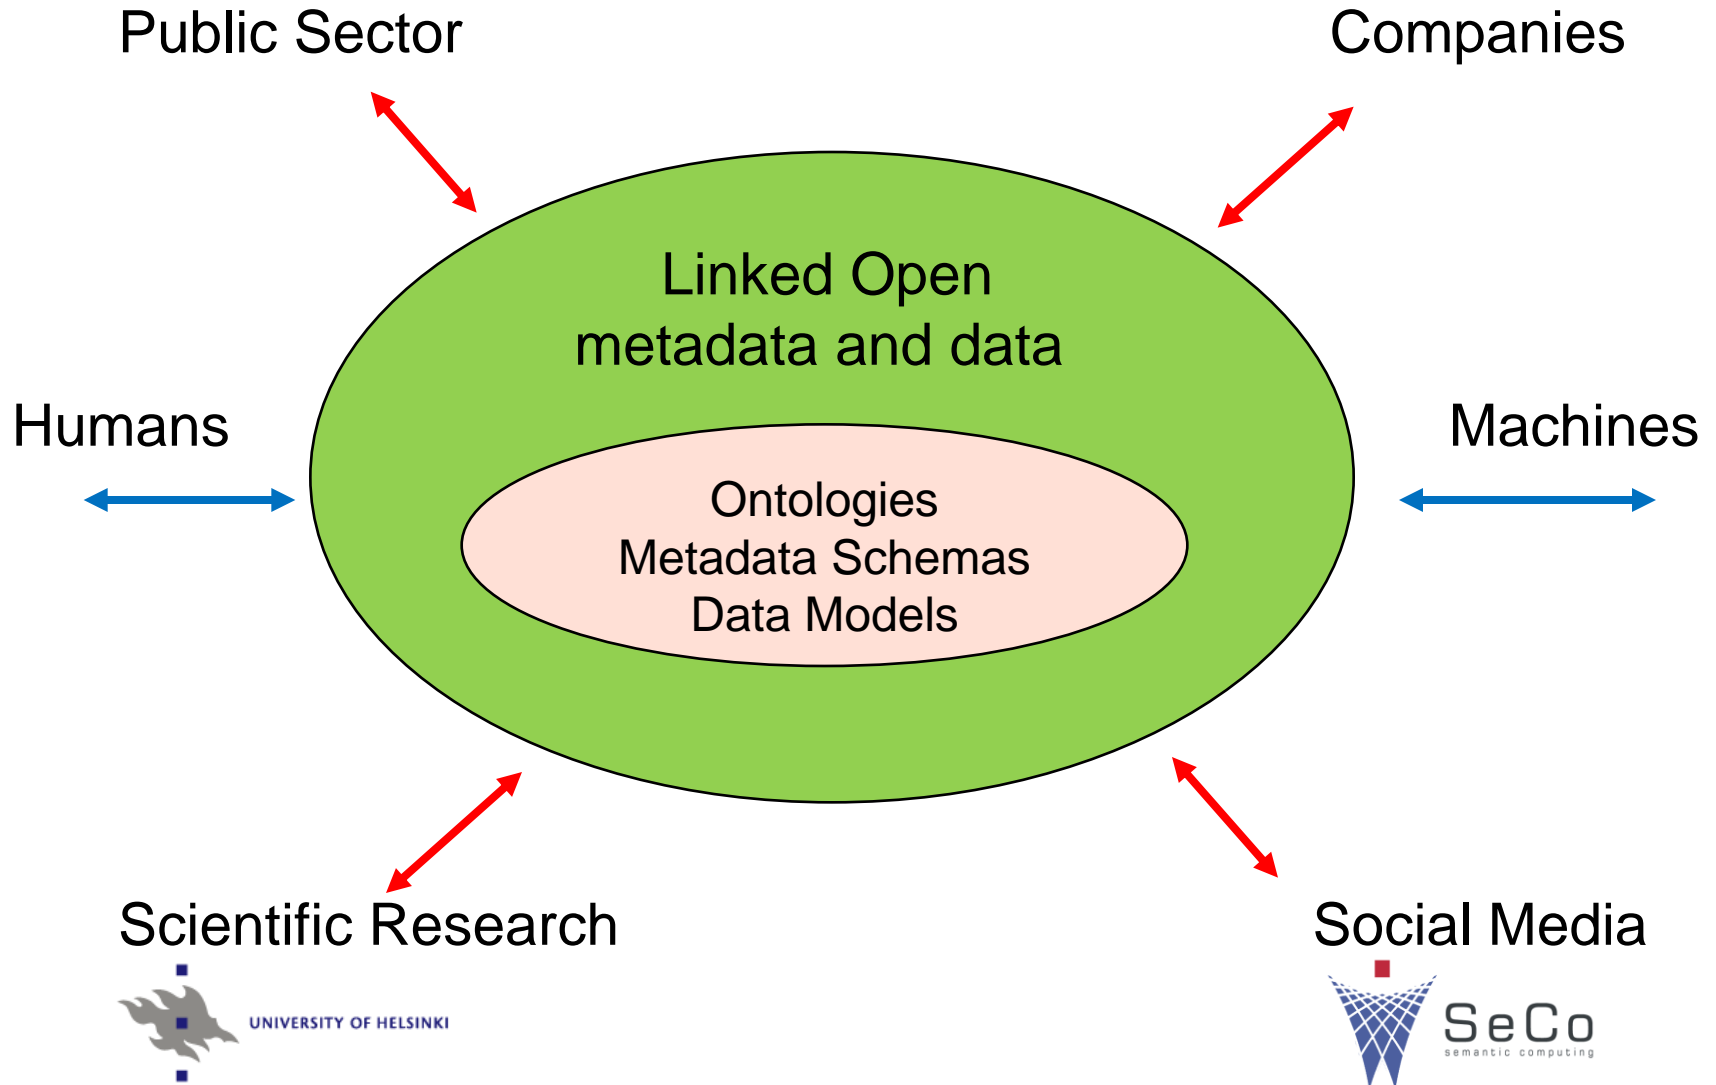 Public Sector
Companies
Linked Open
metadata and data
Humans
Machines
Ontologies
Metadata Schemas
Data Models
Scientific Research
Social Media
UNIVERSITY OF HELSINKI
SeCo
semantic computing